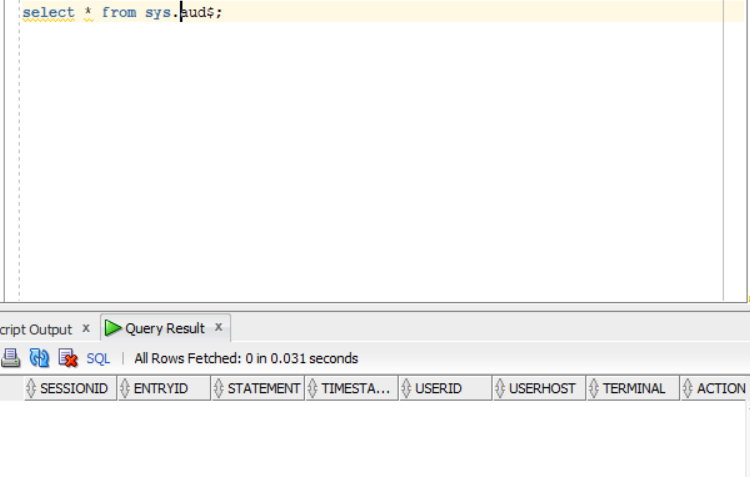 select * from sys.aud$;
cript Output x Query Result x
SQL All Rows Fetched: 0 in 0.031 seconds
SESSIONID ENTRYID STATEMENT TIMESTA... USERID USERHOST TERMINAL ACTION